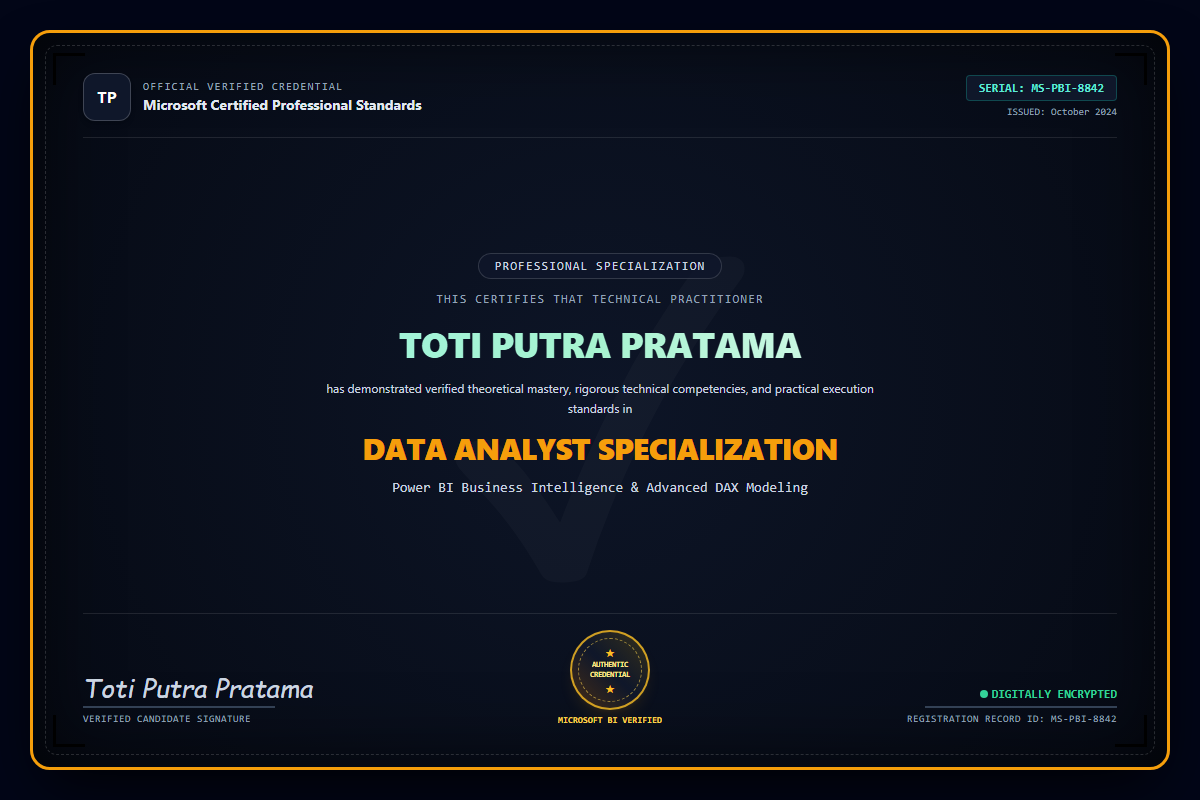 TP
OFFICIAL VERIFIED CREDENTIAL
Microsoft Certified Professional Standards
SERIAL: MS-PBI-8842
ISSUED: October 2024
PROFESSIONAL SPECIALIZATION
THIS CERTIFIES THAT TECHNICAL PRACTITIONER
TOTI PUTRA PRATAMA
has demonstrated verified theoretical mastery, rigorous technical competencies, and practical execution
standards in
DATA ANALYST SPECIALIZATION
Power BI Business Intelligence & Advanced DAX Modeling
Toti Putra Pratama
VERIFIED CANDIDATE SIGNATURE
★
AUTHENTIC
CREDENTIAL
★
MICROSOFT BI VERIFIED
DIGITALLY ENCRYPTED
REGISTRATION RECORD ID: MS-PBI-8842